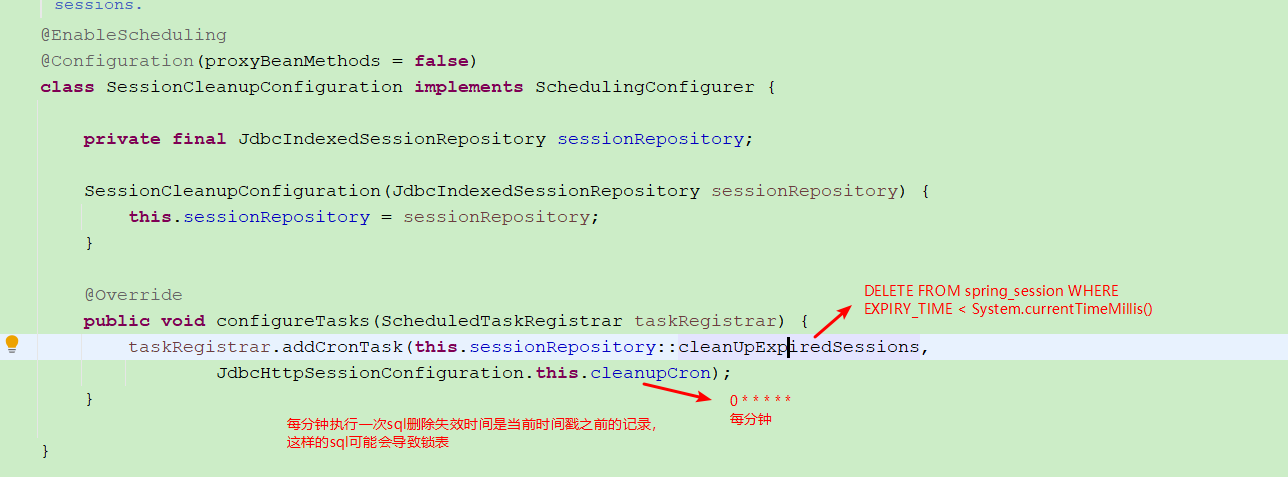 sessions.
@EnableScheduling
@Configuration(proxyBeanMethods = false)
class SessionCleanupConfiguration implements SchedulingConfigurer {
private final JdbcIndexedSessionRepository sessionRepository;
SessionCleanupConfiguration(JdbcIndexedSessionRepository sessionRepository) {
this.sessionRepository = sessionRepository;
}
@Override
DELETE FROM spring_session WHERE
EXPIRY_TIME < System.currentTimeMillis()
public void configureTasks(ScheduledTaskRegistrar taskRegistrar) {
taskRegistrar.addCronTask(this.sessionRepository::cleanUpExpiredSessions,
JdbcHttpSessionConfiguration.this.cleanupCron);
}
0 * * * * *
每分钟
每分钟执行一次sql删除失效时间是当前时间戳之前的记录，
这样的sql可能会导致锁表
}